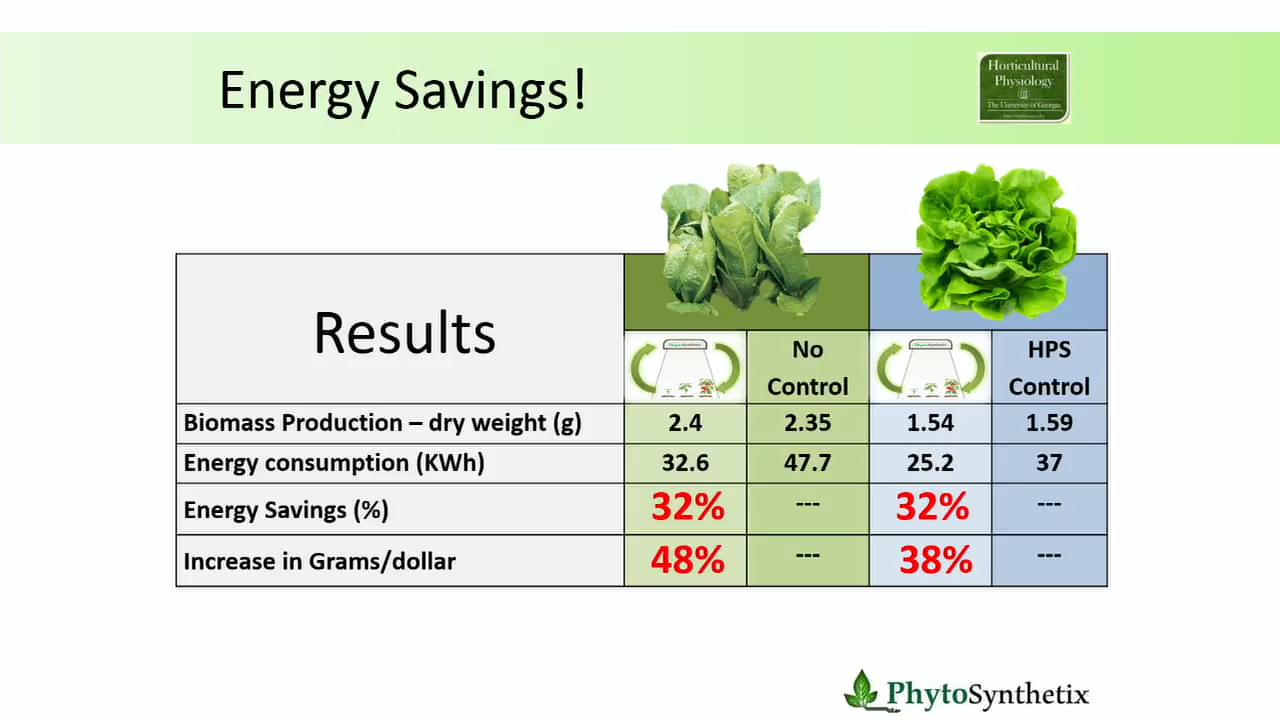 Energy Savings!
Horticultural
Physiology
The University of Georgia
Results
No
Control
HPS
Control
Biomass Production – dry weight (g)
2.4
2.35
1.54
1.59
Energy consumption (KWh)
32.6
47.7
25.2
37
Energy Savings (%)
32%
---
32%
---
Increase in Grams/dollar
48%
---
38%
---
PhytoSynthetix